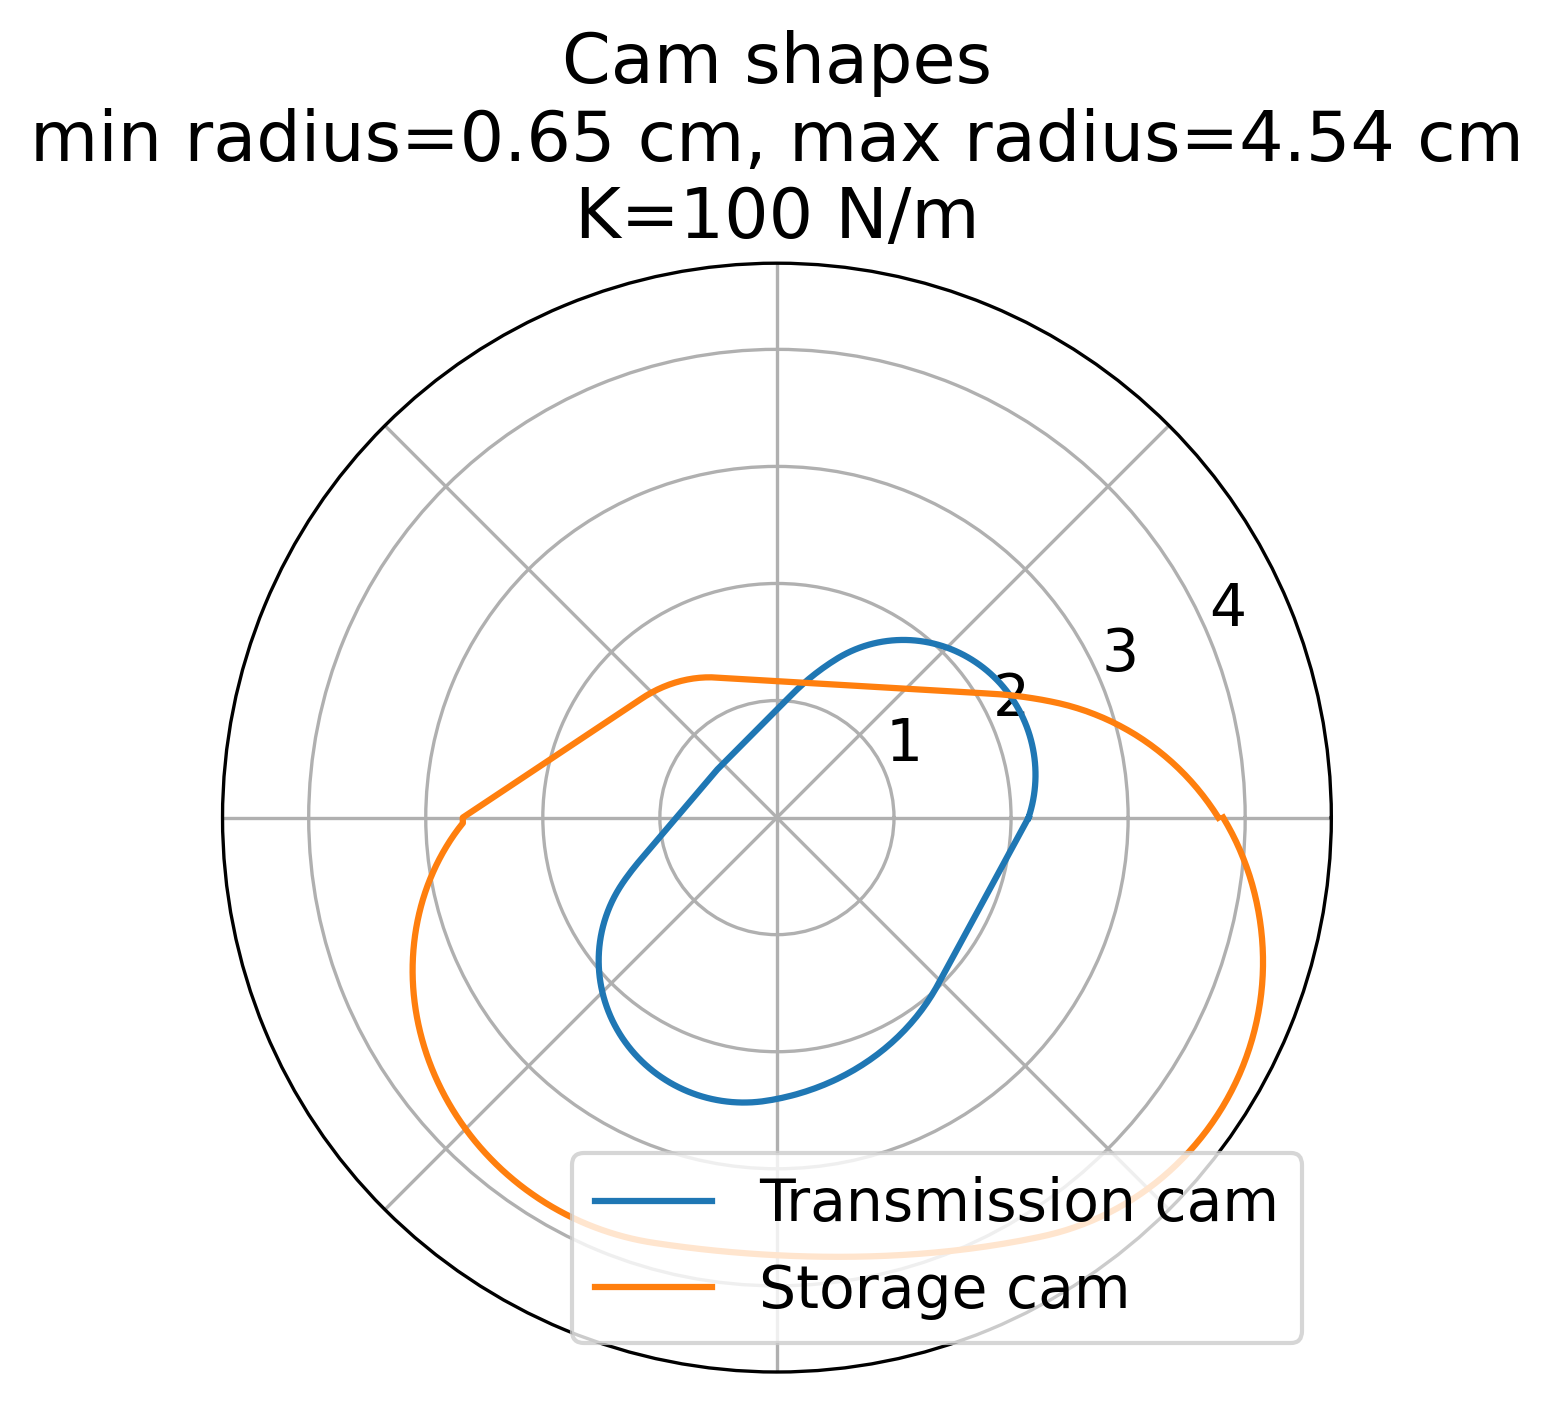 Cam shapes
min radius=0.65 cm, max radius=4.54 cm
K=100 N/m
4
3
2
1
Transmission cam
Storage cam